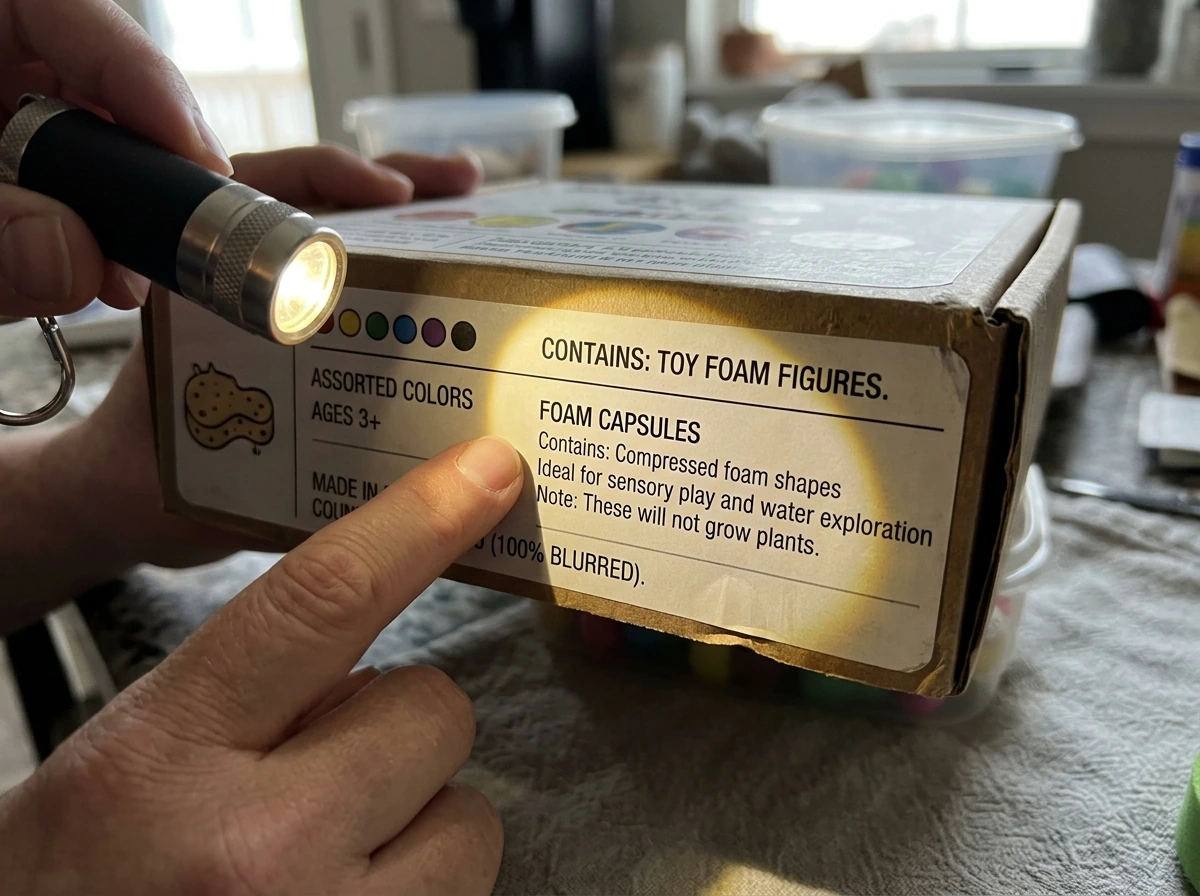 ASSORTED COLORS
AGES 3+
MADE IN
CONTAINS: TOY FOAM FIGURES.
FOAM CAPSULES
Contains: Compressed foam shapes
Ideal for sensory play and water exploration
Note: These will not grow plants.
(100% BLURRED).